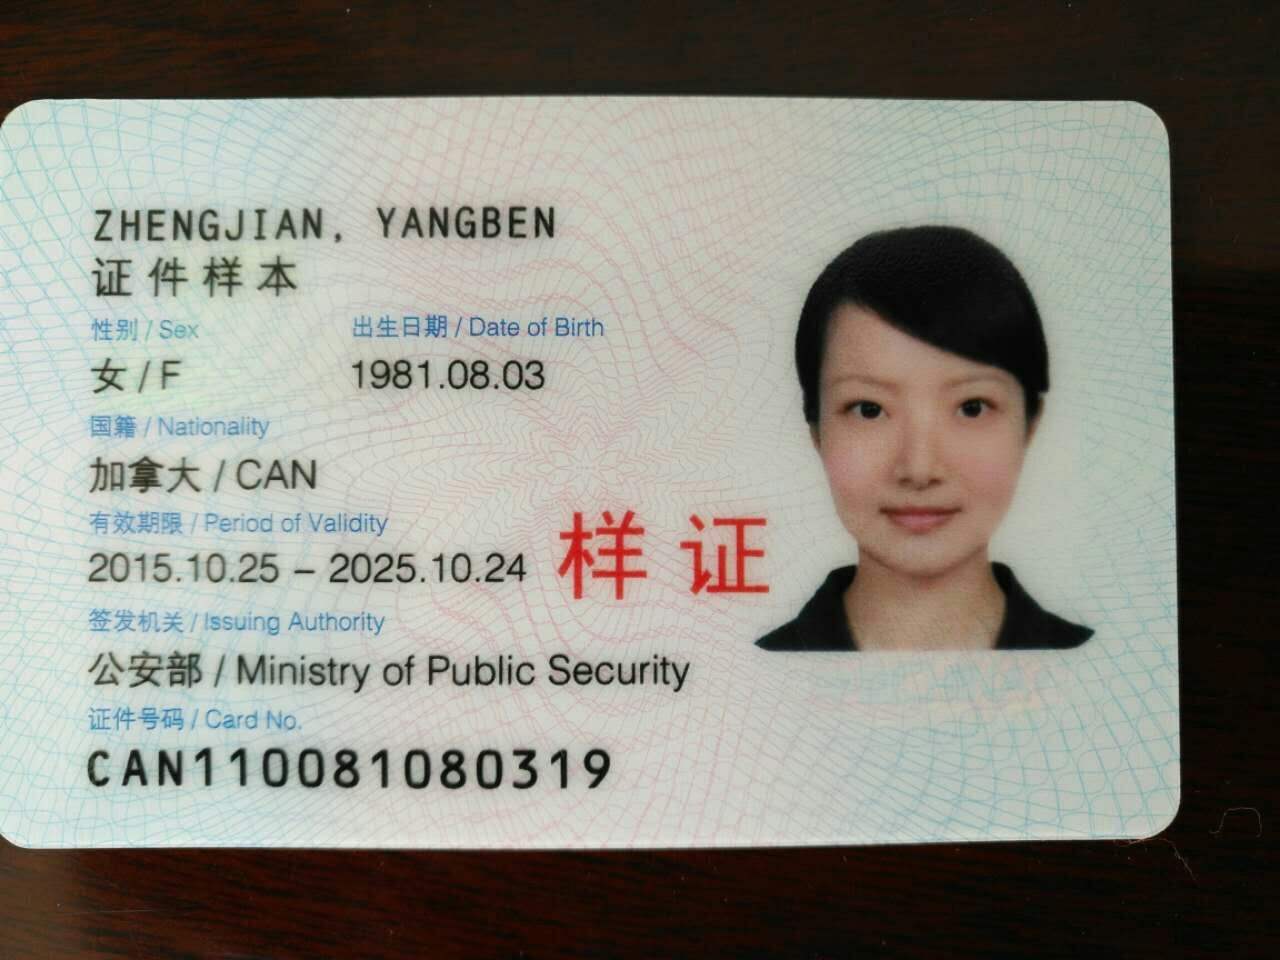 ZHENGJIAN, YANGBEN
证件样本
性别 / Sex 出生日期 / Date of Birth
女 / F 1981.08.03
国籍 / Nationality
加拿大 / CAN
有效期限 / Period of Validity
2015.10.25 – 2025.10.24
样证
签发机关 / Issuing Authority
公安部 / Ministry of Public Security
证件号码 / Card No.
CAN110081080319